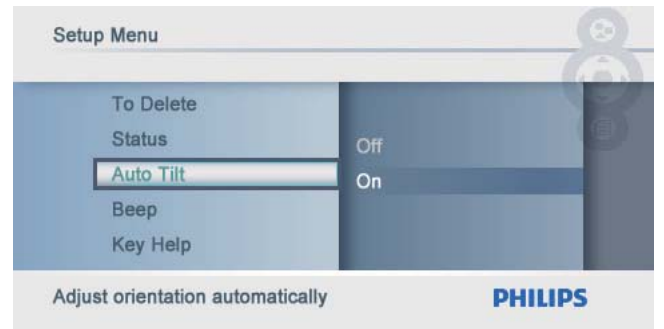 Setup Menu
To Delete
Status
Auto Tilt
Beep
Key Help
Off
On
Adjust orientation automatically
PHILIPS